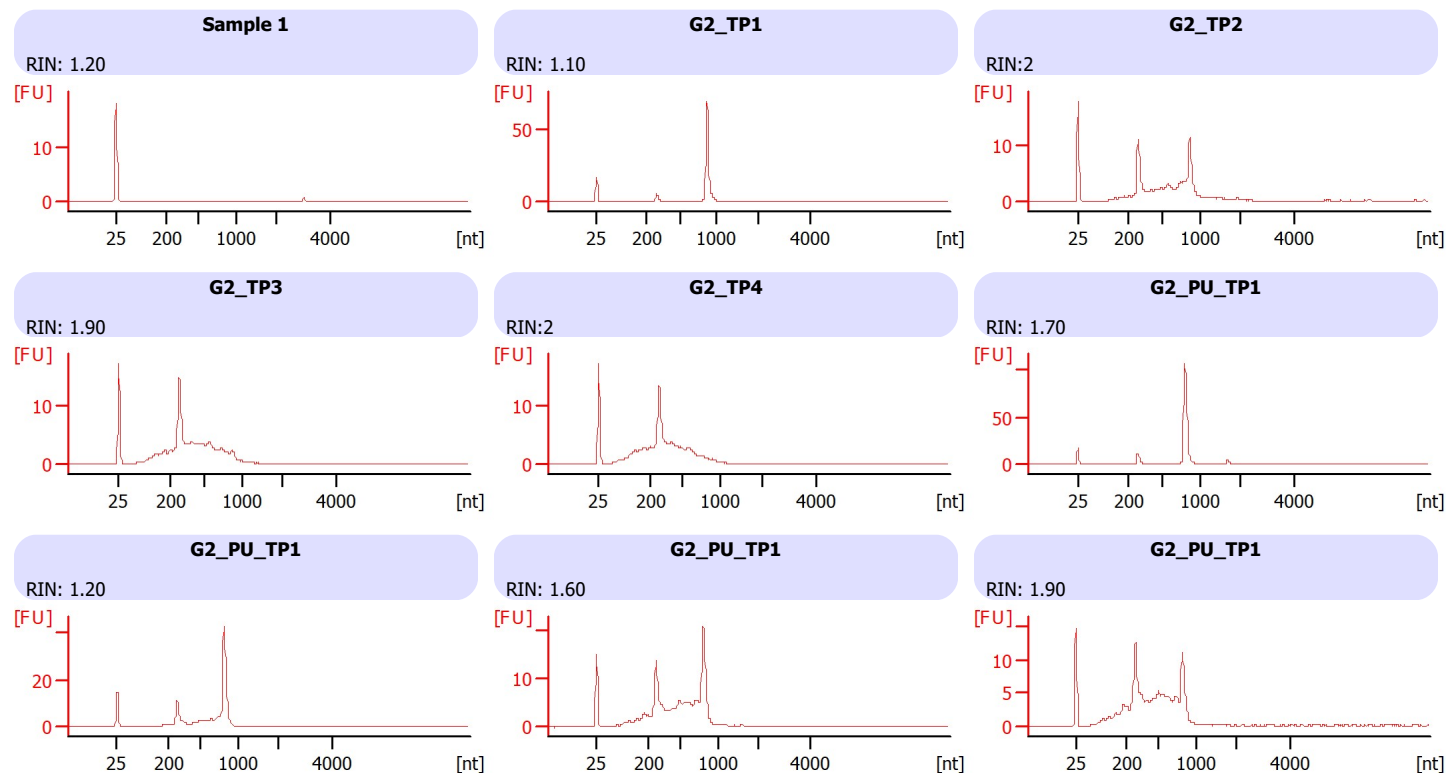 Sample 1
RIN: 1.20
[FU]
10
0
25 200 1000 4000 [nt]
G2_TP1
RIN: 1.10
[FU]
50
0
25 200 1000 4000 [nt]
G2_TP2
RIN:2
[FU]
10
0
25 200 1000 4000 [nt]
G2_TP3
RIN: 1.90
[FU]
10
0
25 200 1000 4000 [nt]
G2_TP4
RIN:2
[FU]
10
0
25 200 1000 4000 [nt]
G2_PU_TP1
RIN: 1.70
[FU]
50
0
25 200 1000 4000 [nt]
G2_PU_TP1
RIN: 1.20
[FU]
20
0
25 200 1000 4000 [nt]
G2_PU_TP1
RIN: 1.60
[FU]
10
0
25 200 1000 4000 [nt]
G2_PU_TP1
RIN: 1.90
[FU]
10
5
0
25 200 1000 4000 [nt]